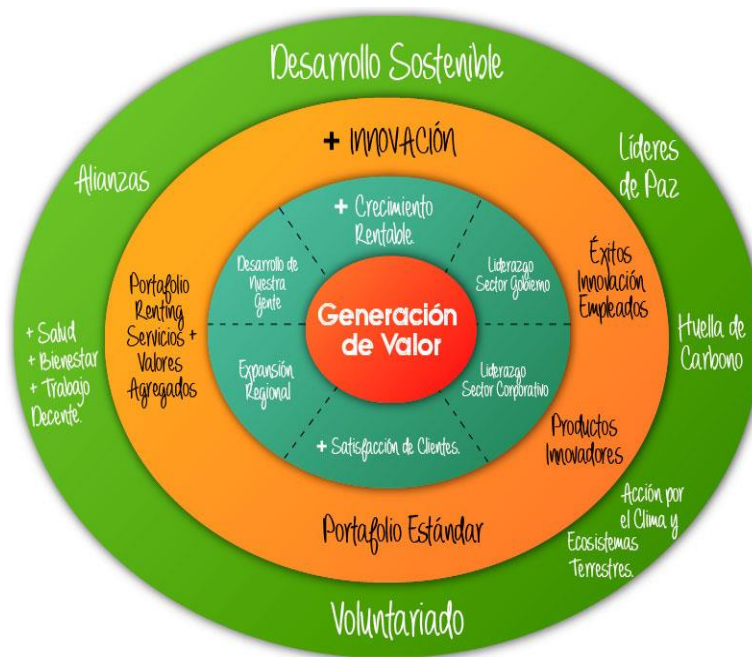 Desarrollo Sostenible
Alianzas
Líderes
de Paz
+ INNOVACIÓN
+ Crecimiento
Rentable.
Desarrollo de
Nuestra
Gente
Liderazgo
Sector Gobierno
Éxitos
Innovación
Empleados
Portafolio
Renting
Servicios +
Valores
Agregados
Generación
de Valor
+ Salud
+ Bienestar
+ Trabajo
Decente.
Huella de
Carbono
Expansión
Regional
Liderazgo
Sector Corporativo
+ Satisfacción de Clientes.
Productos
Innovadores
Portafolio Estándar
Acción por
el Clima y
Ecosistemas
Terrestres.
Voluntariado